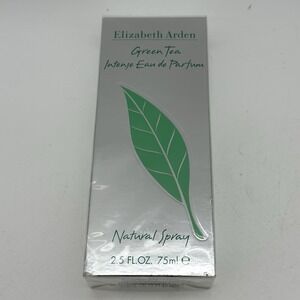 Elizabeth Arden
Green Tea
Intense Eau de Parfum
Natural Spray
2.5 FL.OZ. 75ml ℮